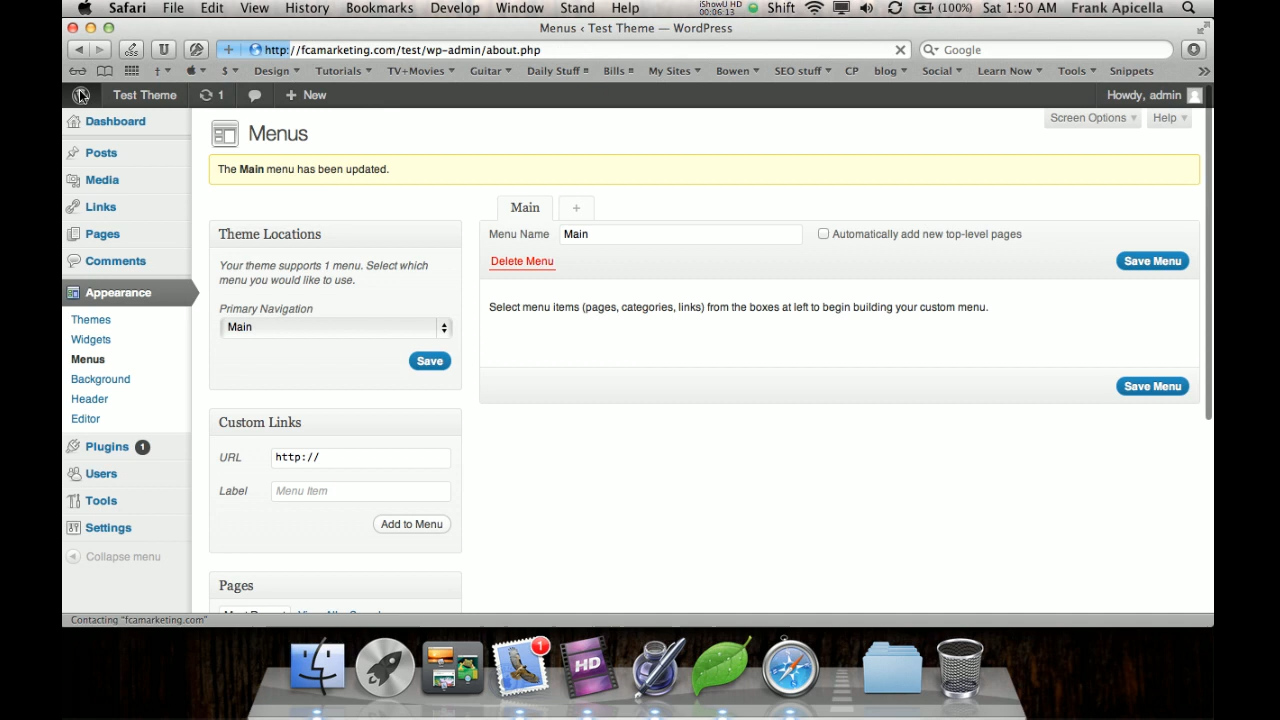 Safari File Edit View History Bookmarks Develop Window Stand Help iShowU HD 00:06:13 Shift (100%) Sat 1:50 AM Frank Apicella
Menus ‹ Test Theme — WordPress
http://fcamarketing.com/test/wp-admin/about.php Google
Design Tutorials TV+Movies Guitar Daily Stuff Bills My Sites Bowen SEO stuff CP blog Social Learn Now Tools Snippets
Test Theme 1 + New Howdy, admin
Dashboard
Posts
Media
Links
Pages
Comments
Appearance
Themes
Widgets
Menus
Background
Header
Editor
Plugins 1
Users
Tools
Settings
Collapse menu
Screen Options Help
Menus
The Main menu has been updated.
Theme Locations
Your theme supports 1 menu. Select which
menu you would like to use.
Primary Navigation
Main
Save
Custom Links
URL http://
Label Menu Item
Add to Menu
Pages
Main +
Menu Name Main Automatically add new top-level pages
Delete Menu Save Menu
Select menu items (pages, categories, links) from the boxes at left to begin building your custom menu.
Save Menu
Contacting "fcamarketing.com"
1
HD